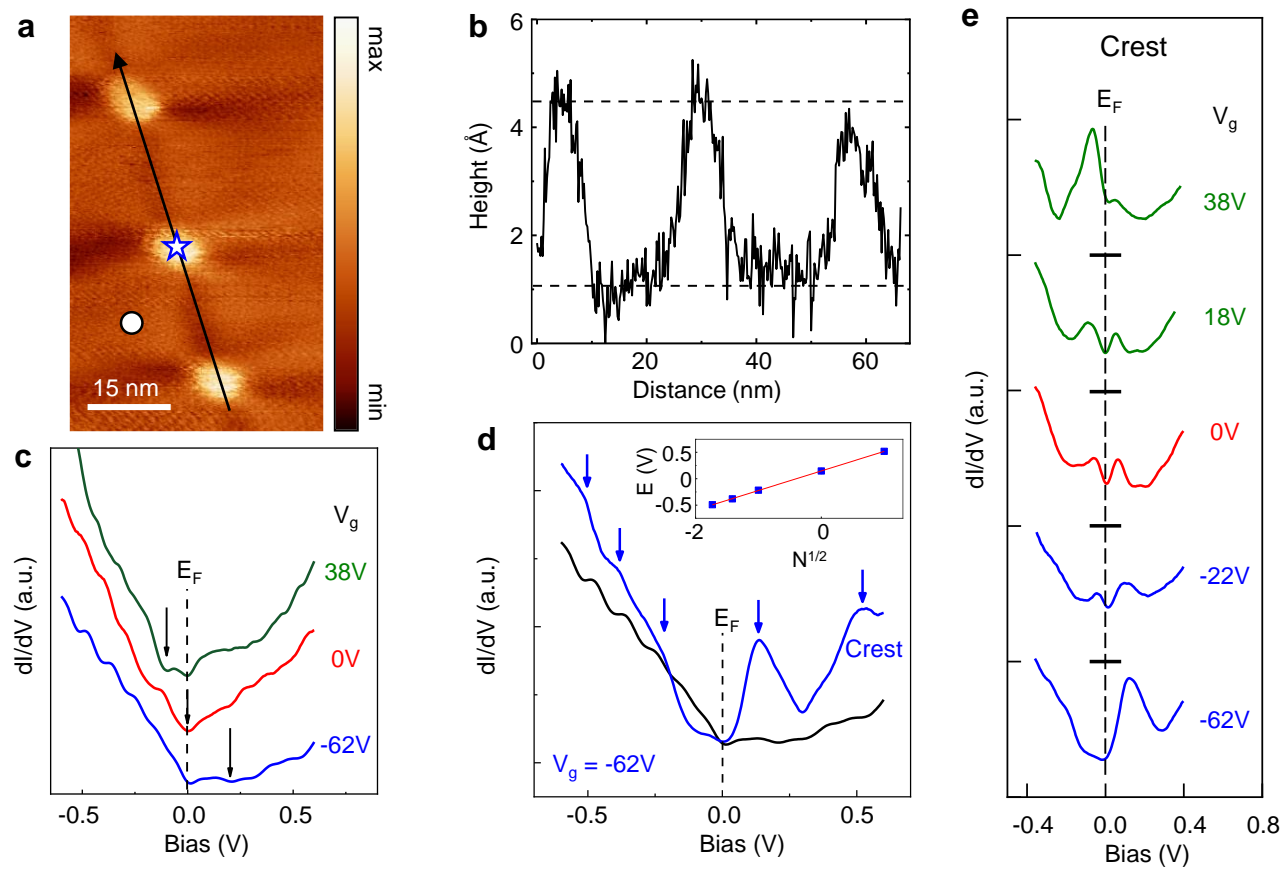 a
max
min
15 nm
b
6
4
2
0
Height (Å)
0
20
40
60
Distance (nm)
c
V_g
38V
E_F
0V
-62V
dI/dV (a.u.)
-0.5
0.0
0.5
Bias (V)
d
E (V)
0.5
0
-0.5
-2
0
N^{1/2}
E_F
Crest
V_g = -62V
dI/dV (a.u.)
-0.5
0.0
0.5
Bias (V)
e
Crest
E_F
V_g
38V
18V
0V
-22V
-62V
dI/dV (a.u.)
-0.4
0.0
0.4
0.8
Bias (V)